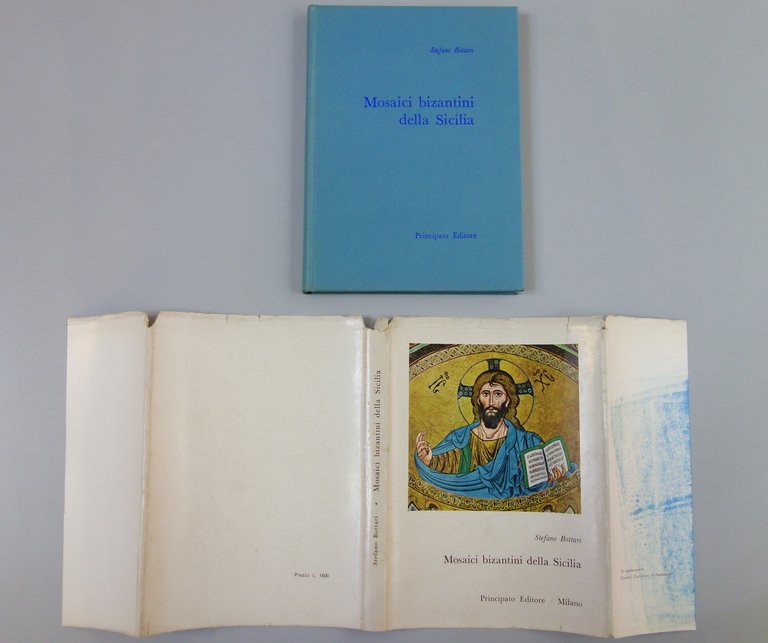 Stefano Bottari
Mosaici bizantini
della Sicilia
Principato Editore
Stefano Bottari • Mosaici bizantini della Sicilia
Prezzo L. 1600
Stefano Bottari
Mosaici bizantini della Sicilia
Principato Editore / Milano
In